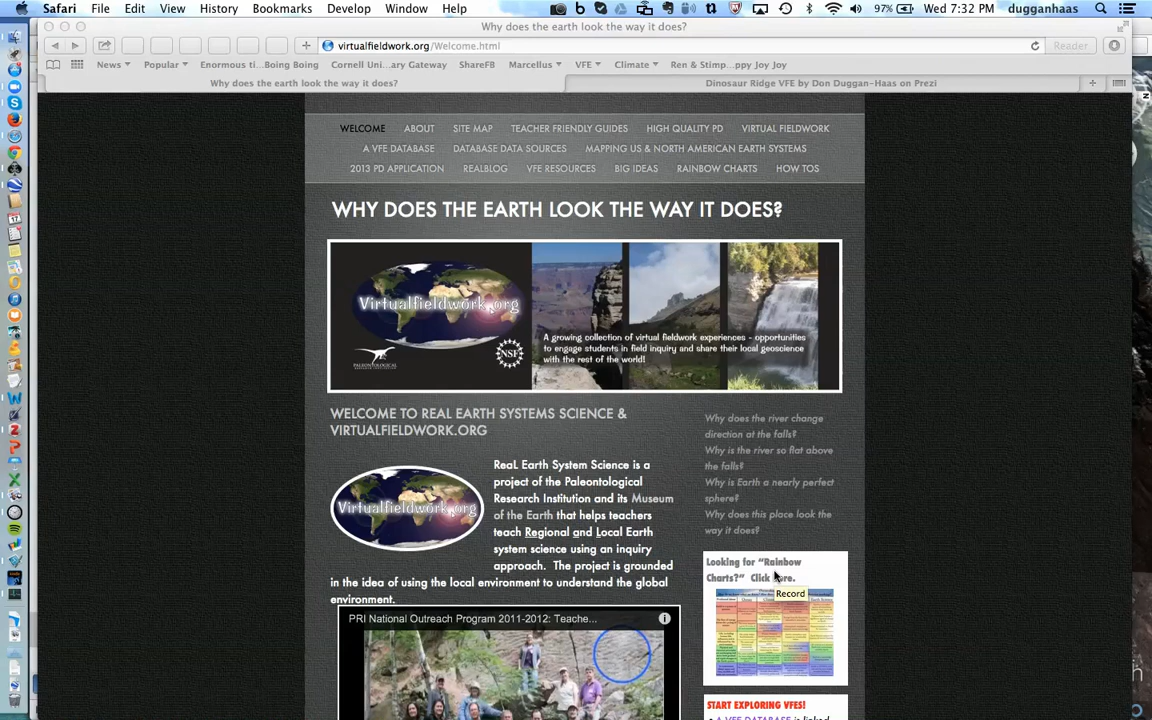 Safari File Edit View History Bookmarks Develop Window Help 97% Wed 7:32 PM dugganhaas
Why does the earth look the way it does?
virtualfieldwork.org/Welcome.html Reader
News Popular Enormous ti...Boing Boing Cornell Uni...ary Gateway ShareFB Marcellus VFE Climate Ren & Stimp...ppy Joy Joy
Why does the earth look the way it does? Dinosaur Ridge VFE by Don Duggan-Haas on Prezi
WELCOME ABOUT SITE MAP TEACHER FRIENDLY GUIDES HIGH QUALITY PD VIRTUAL FIELDWORK
A VFE DATABASE DATABASE DATA SOURCES MAPPING US & NORTH AMERICAN EARTH SYSTEMS
2013 PD APPLICATION REALBLOG VFE RESOURCES BIG IDEAS RAINBOW CHARTS HOW TOS
WHY DOES THE EARTH LOOK THE WAY IT DOES?
Virtualfieldwork.org
NSF
A growing collection of virtual fieldwork experiences - opportunities
to engage students in field inquiry and share their local geoscience
with the rest of the world!
WELCOME TO REAL EARTH SYSTEMS SCIENCE &
VIRTUALFIELDWORK.ORG
Virtualfieldwork.org
ReaL Earth System Science is a
project of the Paleontological
Research Institution and its Museum
of the Earth that helps teachers
teach Regional and Local Earth
system science using an inquiry
approach. The project is grounded
in the idea of using the local environment to understand the global
environment.
PRI National Outreach Program 2011-2012: Teache...
Why does the river change
direction at the falls?
Why is the river so flat above
the falls?
Why is Earth a nearly perfect
sphere?
Why does this place look the
way it does?
Looking for "Rainbow
Charts?" Click
Record
START EXPLORING VFES!
A VFE DATABASE is linked